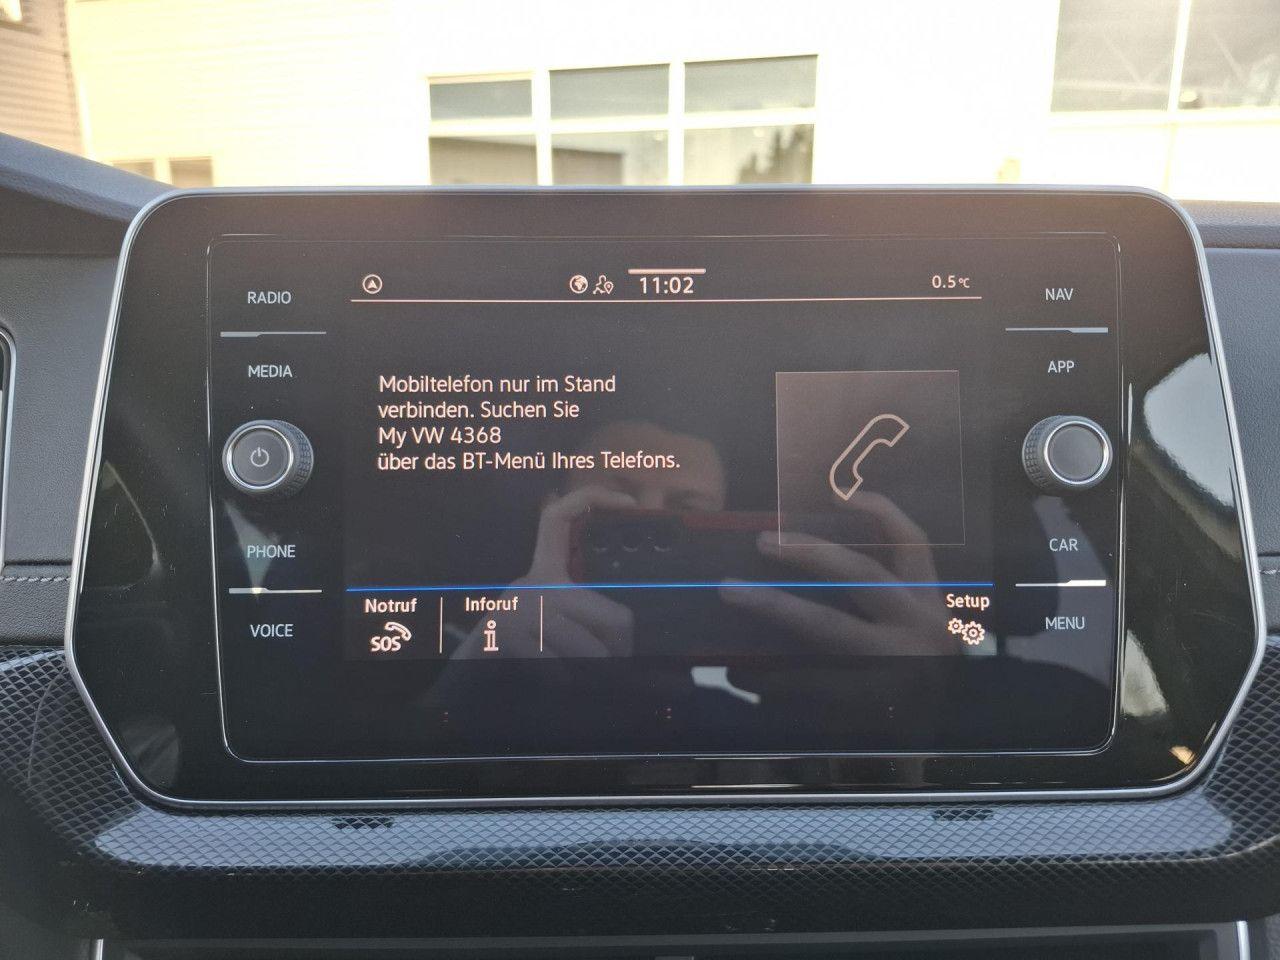 11:02
0.5°C
RADIO
MEDIA
PHONE
VOICE
Mobiltelefon nur im Stand
verbinden. Suchen Sie
My VW 4368
über das BT-Menü Ihres Telefons.
Notruf
SOS
Inforuf
Setup
NAV
APP
CAR
MENU